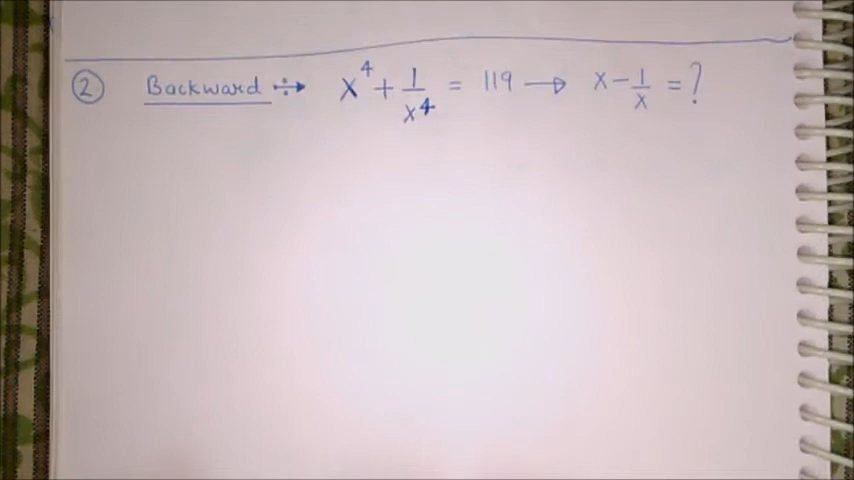 2 Backward ÷→ x⁴ + 1/x⁴ = 119 → x - 1/x = ?